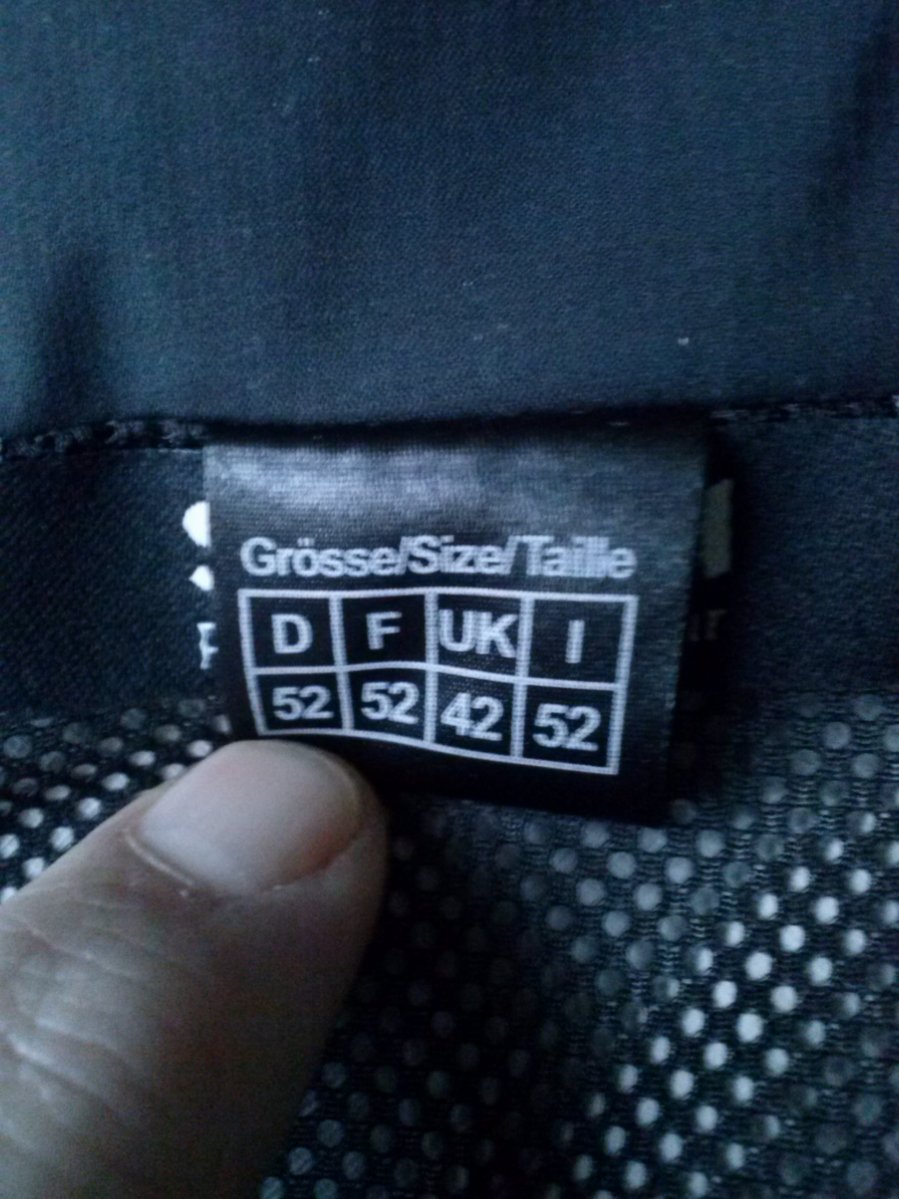 Grösse/Size/Taille
D F UK I
52 52 42 52